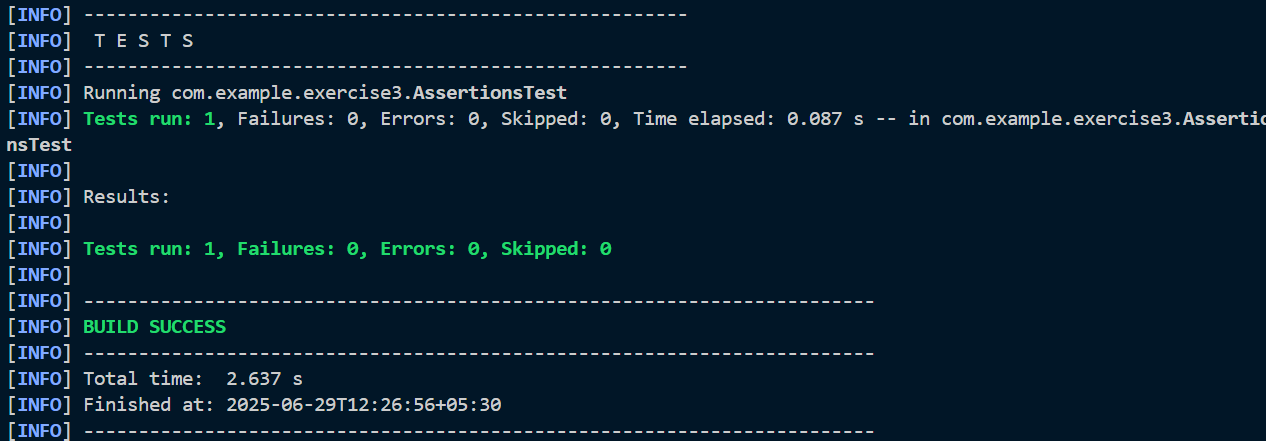 [INFO] -------------------------------------------------------
[INFO]  T E S T S
[INFO] -------------------------------------------------------
[INFO] Running com.example.exercise3.AssertionsTest
[INFO] Tests run: 1, Failures: 0, Errors: 0, Skipped: 0, Time elapsed: 0.087 s -- in com.example.exercise3.Assertio
nsTest
[INFO]
[INFO] Results:
[INFO]
[INFO] Tests run: 1, Failures: 0, Errors: 0, Skipped: 0
[INFO]
[INFO] ------------------------------------------------------------------------
[INFO] BUILD SUCCESS
[INFO] ------------------------------------------------------------------------
[INFO] Total time:  2.637 s
[INFO] Finished at: 2025-06-29T12:26:56+05:30
[INFO] ------------------------------------------------------------------------